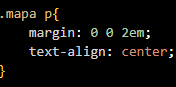 .mapa p{
margin: 0 0 2em;
text-align: center;
}